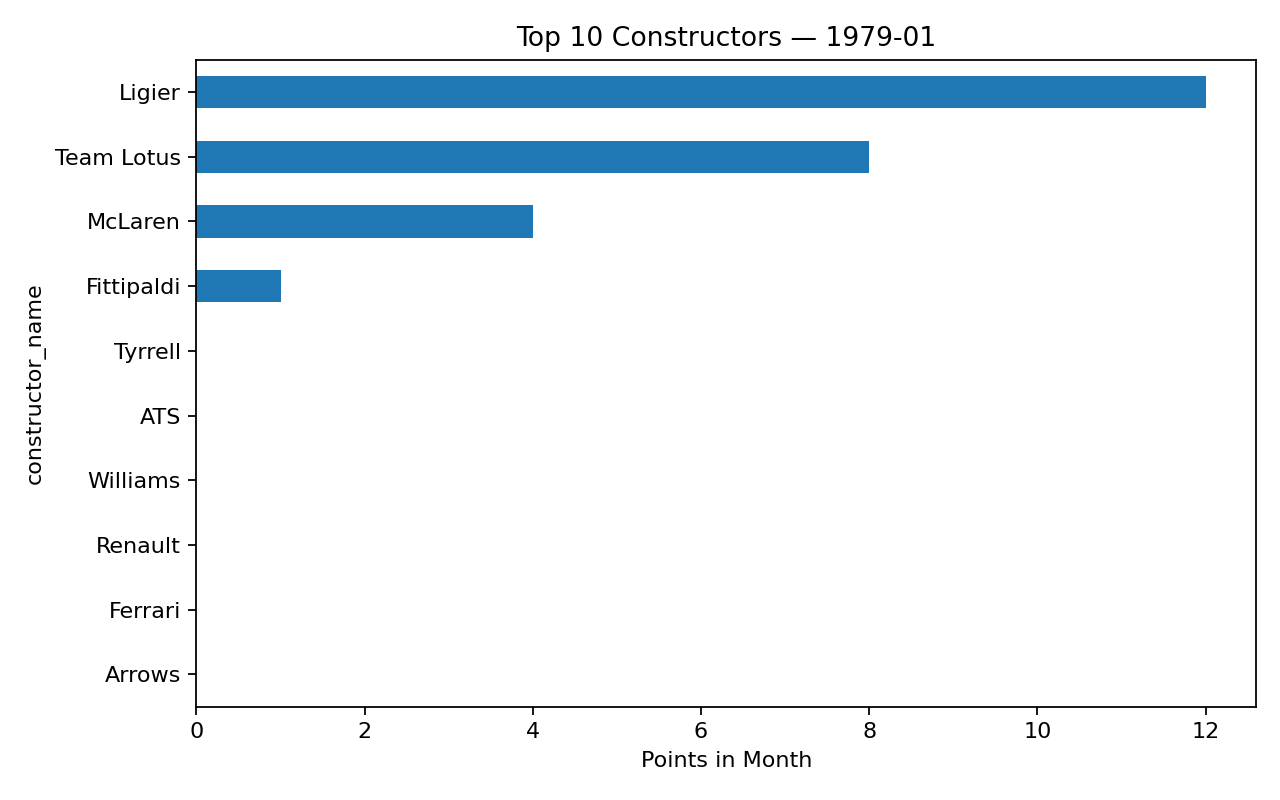 Top 10 Constructors — 1979-01
constructor_name
Ligier
Team Lotus
McLaren
Fittipaldi
Tyrrell
ATS
Williams
Renault
Ferrari
Arrows
0 2 4 6 8 10 12
Points in Month